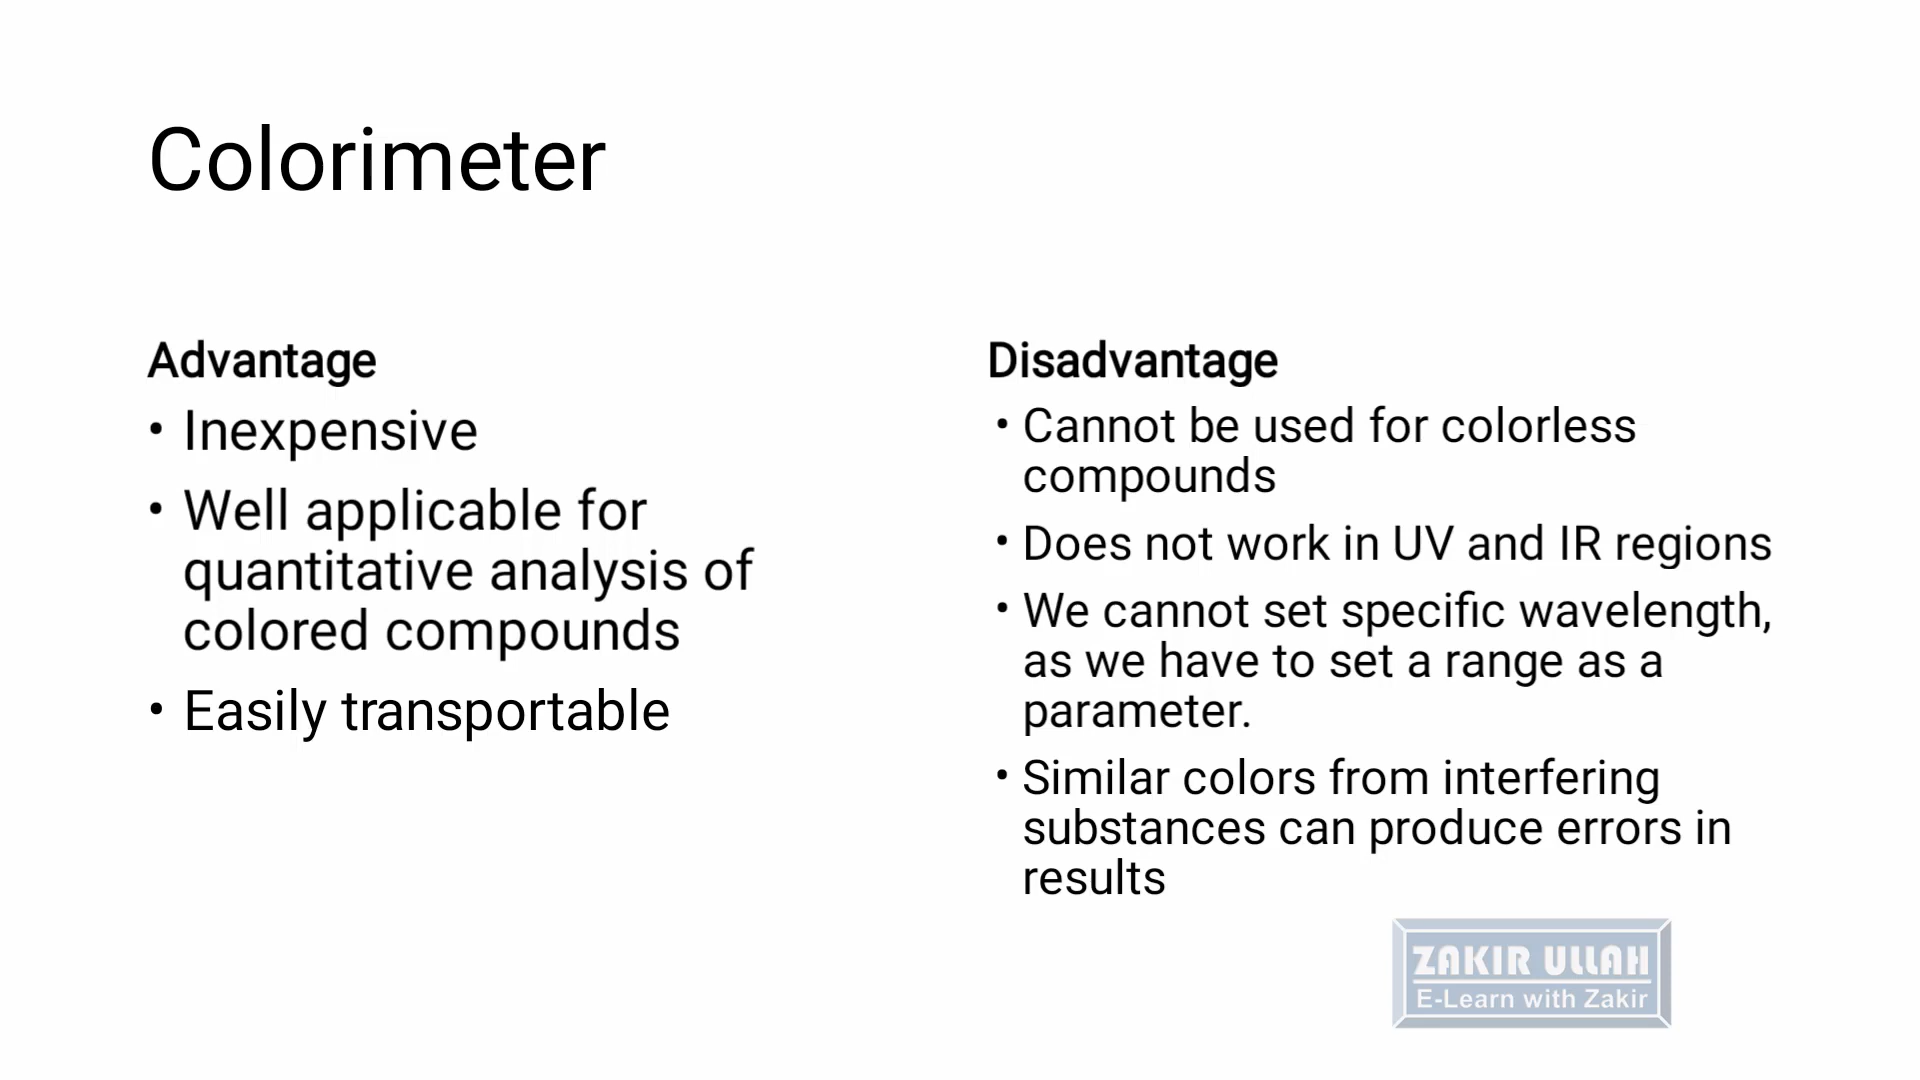 Colorimeter
Advantage
• Inexpensive
• Well applicable for
quantitative analysis of
colored compounds
• Easily transportable
Disadvantage
• Cannot be used for colorless
compounds
• Does not work in UV and IR regions
• We cannot set specific wavelength,
as we have to set a range as a
parameter.
• Similar colors from interfering
substances can produce errors in
results
ZAKIR ULLAH
E-Learn with Zakir